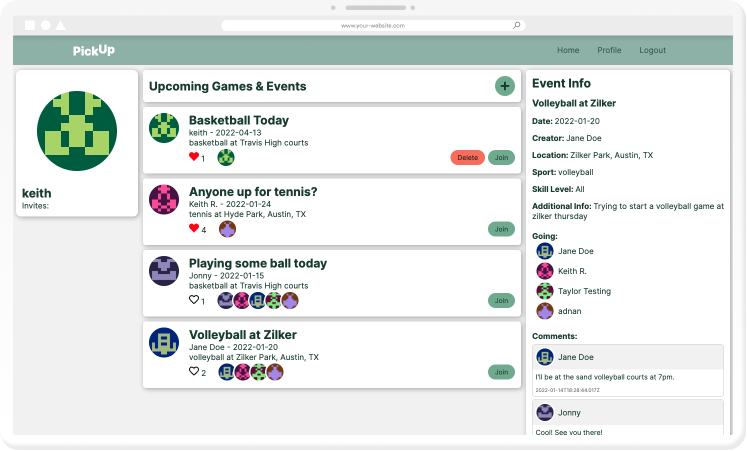 www.your-website.com
PickUp
Home Profile Logout
keith
Invites:
Upcoming Games & Events
+
Basketball Today
keith - 2022-04-13
basketball at Travis High courts
1
Delete Join
Anyone up for tennis?
Keith R. - 2022-01-24
tennis at Hyde Park, Austin, TX
4
Join
Playing some ball today
Jonny - 2022-01-15
basketball at Travis High courts
1
Join
Volleyball at Zilker
Jane Doe - 2022-01-20
volleyball at Zilker Park, Austin, TX
2
Join
Event Info
Volleyball at Zilker
Date: 2022-01-20
Creator: Jane Doe
Location: Zilker Park, Austin, TX
Sport: volleyball
Skill Level: All
Additional Info: Trying to start a volleyball game at
zilker thursday
Going:
Jane Doe
Keith R.
Taylor Testing
adnan
Comments:
Jane Doe
I'll be at the sand volleyball courts at 7pm.
2022-01-14T18:28:44.017Z
Jonny
Cool! See you there!